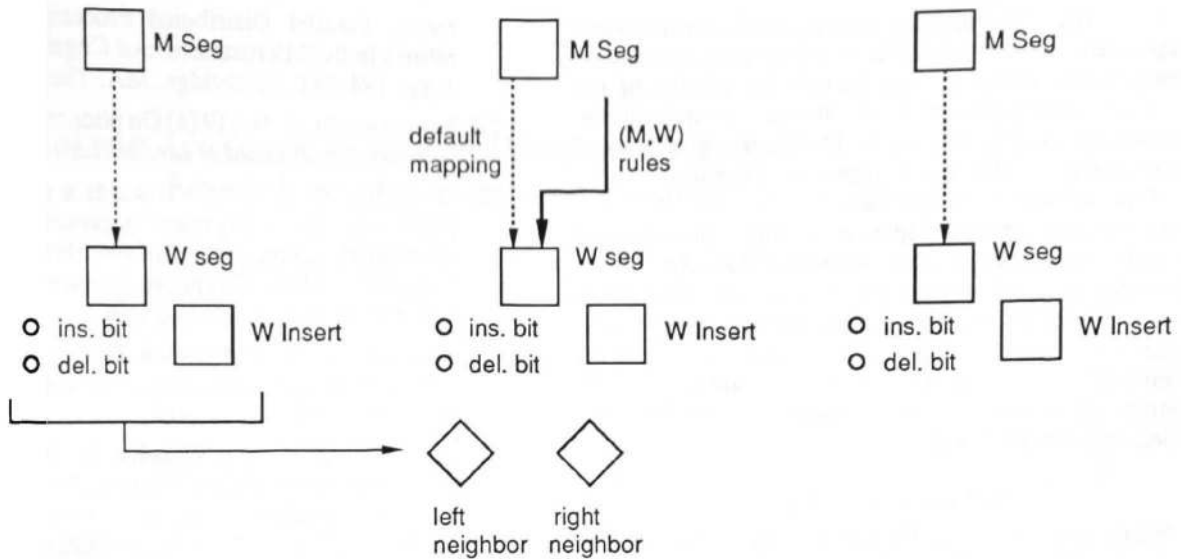 M Seg
M Seg
M Seg
default
mapping
(M,W)
rules
W seg
W seg
W seg
ins. bit
W Insert
del. bit
ins. bit
W Insert
del. bit
ins. bit
W Insert
del. bit
left
neighbor
right
neighbor